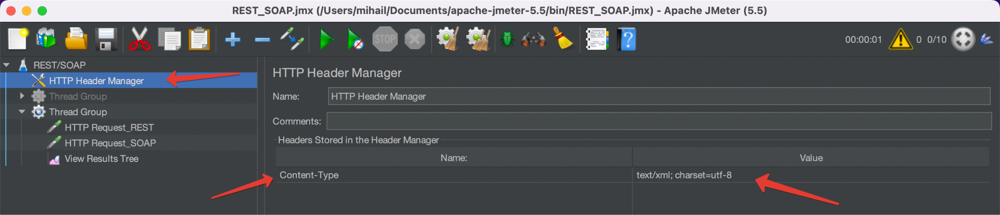 REST_SOAP.jmx (/Users/mihail/Documents/apache-jmeter-5.5/bin/REST_SOAP.jmx) - Apache JMeter (5.5)
STOP
00:00:01 0 0/10
REST/SOAP
HTTP Header Manager
Thread Group
Thread Group
HTTP Request_REST
HTTP Request_SOAP
View Results Tree
HTTP Header Manager
Name: HTTP Header Manager
Comments:
Headers Stored in the Header Manager
Name: Value
Content-Type text/xml; charset=utf-8